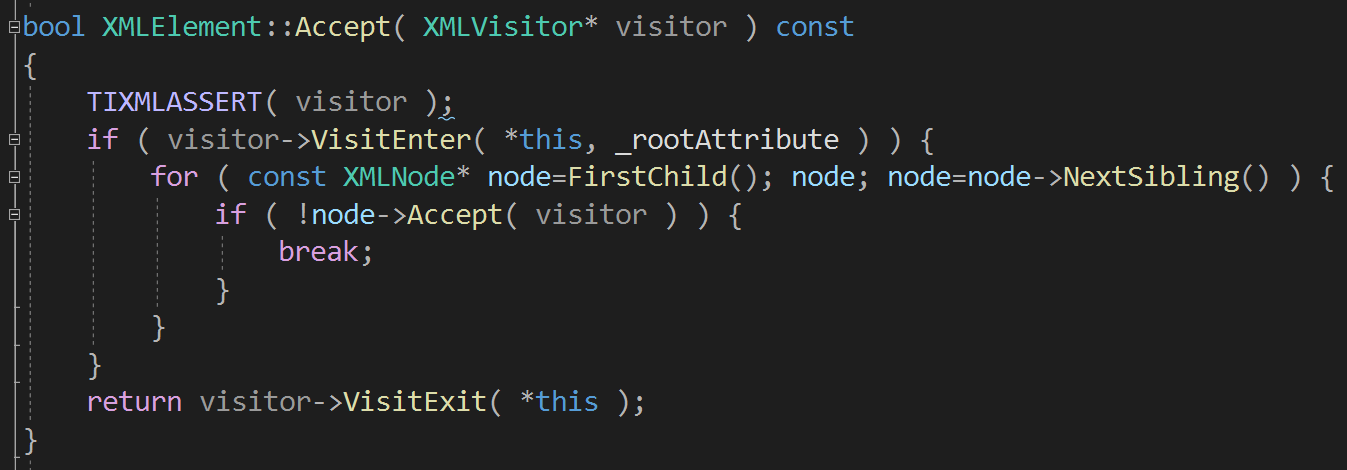 bool XMLElement::Accept( XMLVisitor* visitor ) const
{
    TIXMLASSERT( visitor );
    if ( visitor->VisitEnter( *this, _rootAttribute ) ) {
        for ( const XMLNode* node=FirstChild(); node; node=node->NextSibling() ) {
            if ( !node->Accept( visitor ) ) {
                break;
            }
        }
    }
    return visitor->VisitExit( *this );
}